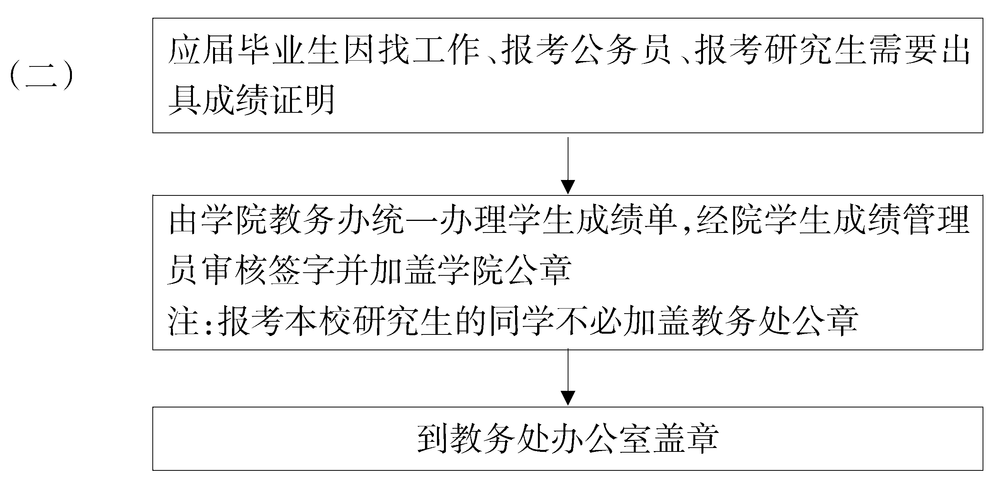 (二)
应届毕业生因找工作、报考公务员、报考研究生需要出
具成绩证明
由学院教务办统一办理学生成绩单,经院学生成绩管理
员审核签字并加盖学院公章
注:报考本校研究生的同学不必加盖教务处公章
到教务处办公室盖章